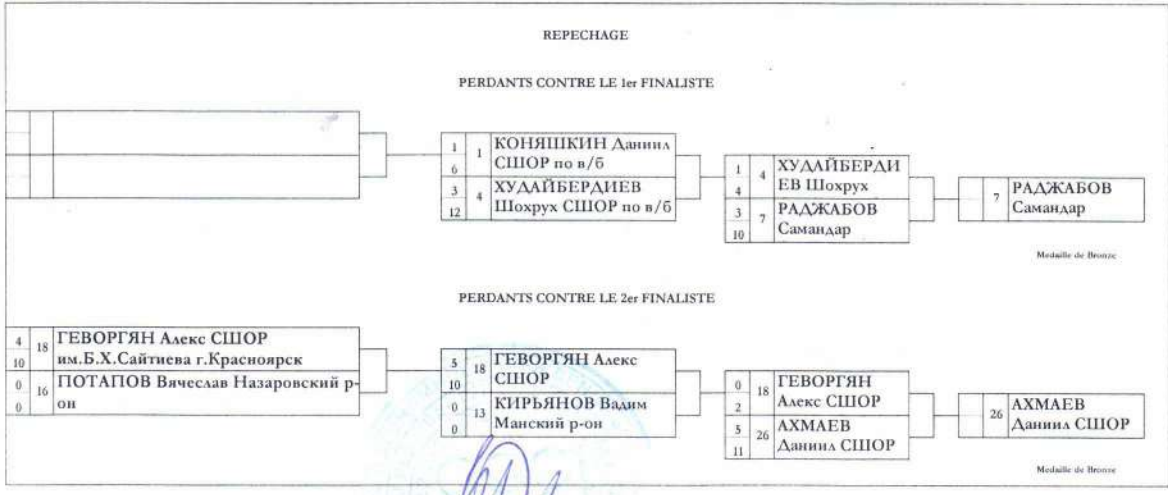 REPECHAGE
PERDANTS CONTRE LE 1er FINALISTE
1
6
1
КОНЯШКИН Даниил
СШОР по в/б
3
12
4
ХУДАЙБЕРДИЕВ
Шохрух СШОР по в/б
1
4
4
ХУДАЙБЕРДИ
ЕВ Шохрух
3
10
7
РАДЖАБОВ
Самандар
7
РАДЖАБОВ
Самандар
Medaille de Bronze
PERDANTS CONTRE LE 2er FINALISTE
4
10
18
ГЕВОРГЯН Алекс СШОР
им.Б.Х.Сайтиева г.Красноярск
0
0
16
ПОТАПОВ Вячеслав Назаровский р-
он
5
10
18
ГЕВОРГЯН Алекс
СШОР
0
0
13
КИРЬЯНОВ Вадим
Манский р-он
0
2
18
ГЕВОРГЯН
Алекс СШОР
5
11
26
АХМАЕВ
Даниил СШОР
26
АХМАЕВ
Даниил СШОР
Medaille de Bronze